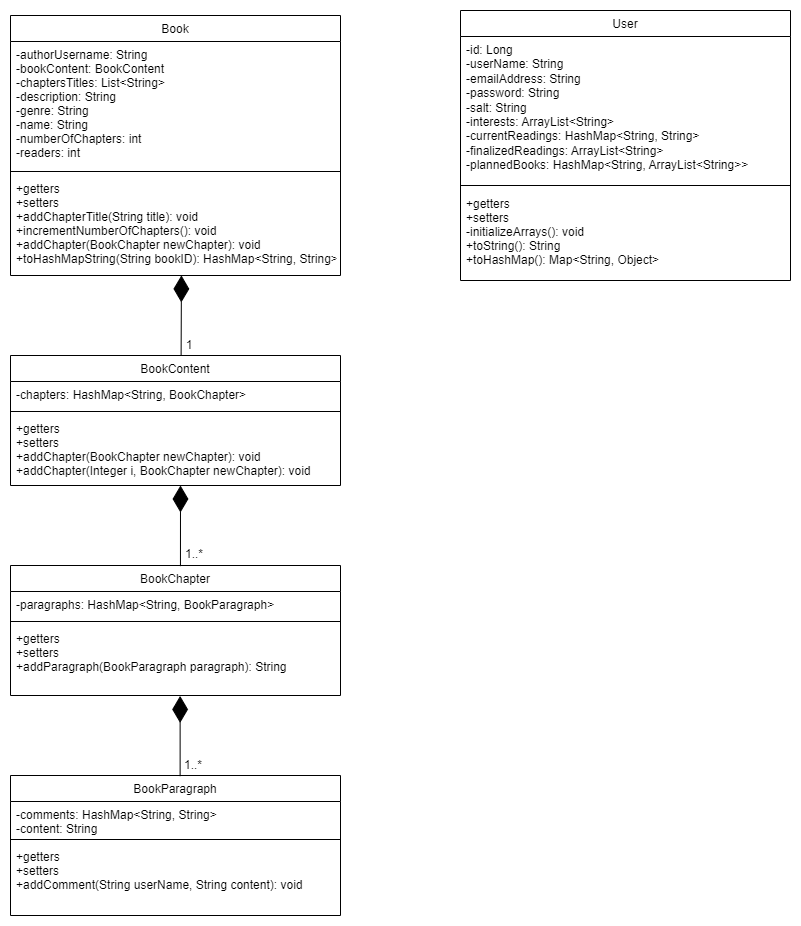 Book
-authorUsername: String
-bookContent: BookContent
-chaptersTitles: List<String>
-description: String
-genre: String
-name: String
-numberOfChapters: int
-readers: int
+getters
+setters
+addChapterTitle(String title): void
+incrementNumberOfChapters(): void
+addChapter(BookChapter newChapter): void
+toHashMapString(String bookID): HashMap<String, String>
1
BookContent
-chapters: HashMap<String, BookChapter>
+getters
+setters
+addChapter(BookChapter newChapter): void
+addChapter(Integer i, BookChapter newChapter): void
1..*
BookChapter
-paragraphs: HashMap<String, BookParagraph>
+getters
+setters
+addParagraph(BookParagraph paragraph): String
1..*
BookParagraph
-comments: HashMap<String, String>
-content: String
+getters
+setters
+addComment(String userName, String content): void
User
-id: Long
-userName: String
-emailAddress: String
-password: String
-salt: String
-interests: ArrayList<String>
-currentReadings: HashMap<String, String>
-finalizedReadings: ArrayList<String>
-plannedBooks: HashMap<String, ArrayList<String>>
+getters
+setters
-initializeArrays(): void
+toString(): String
+toHashMap(): Map<String, Object>